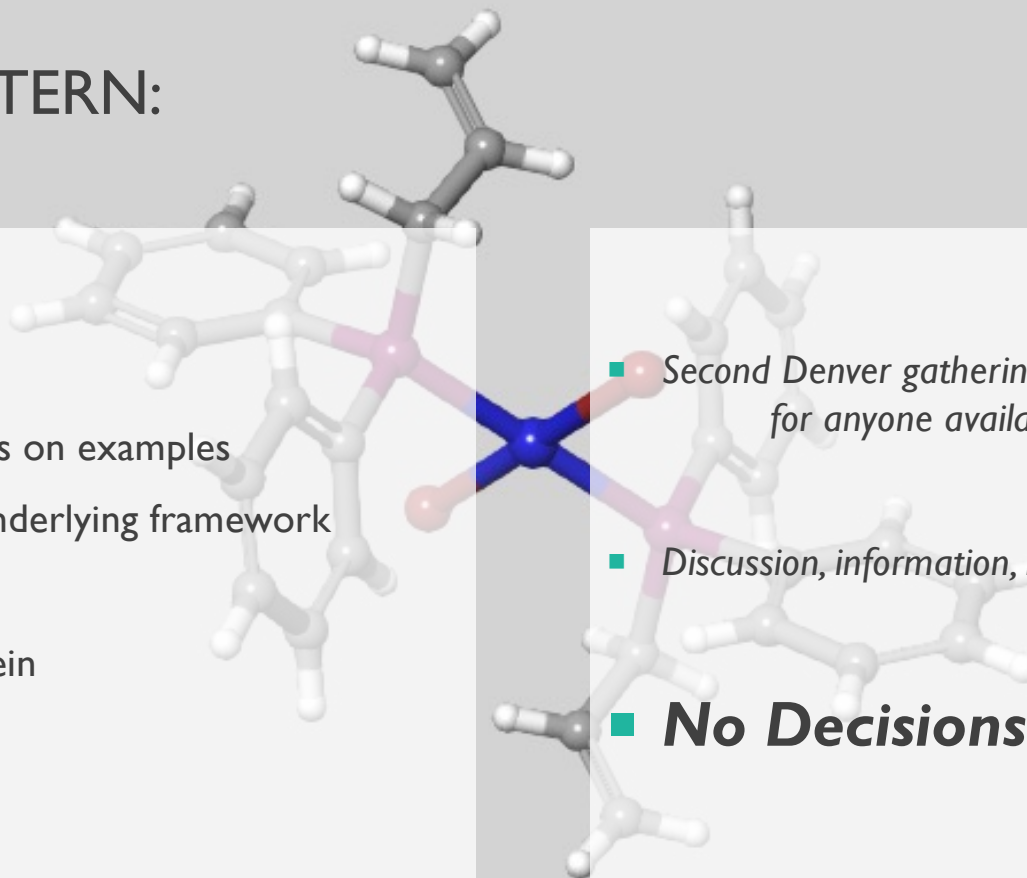 TERN:
s on examples
nderlying framework
ein
Second Denver gatherin
for anyone availa
Discussion, information,
No Decisions